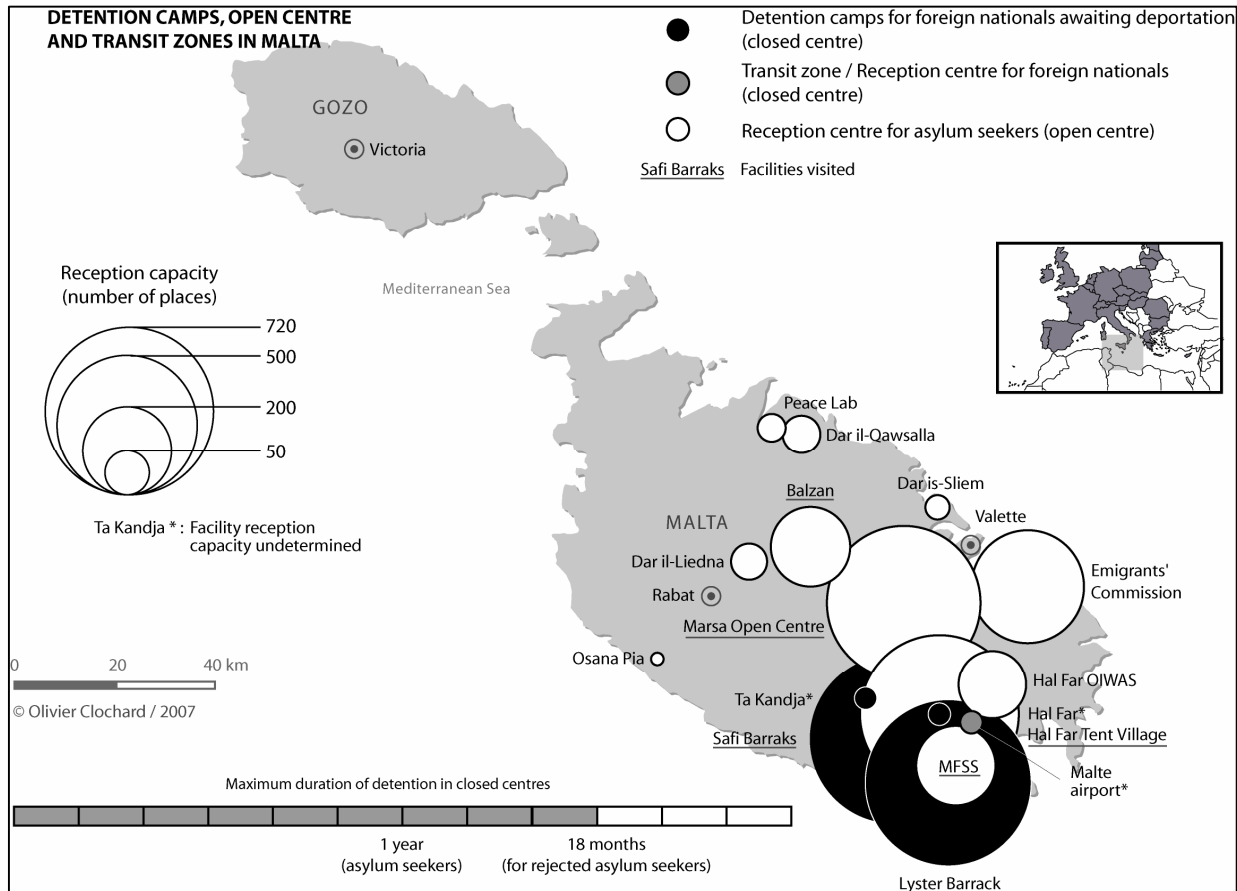 DETENTION CAMPS, OPEN CENTRE
AND TRANSIT ZONES IN MALTA
Detention camps for foreign nationals awaiting deportation
(closed centre)
Transit zone / Reception centre for foreign nationals
(closed centre)
Reception centre for asylum seekers (open centre)
Safi Barraks Facilities visited
GOZO
Victoria
Reception capacity
(number of places)
720
500
200
50
Ta Kandja * : Facility reception
capacity undetermined
Mediterranean Sea
Peace Lab
Dar il-Qawsalla
Balzan
Dar is-Sliem
Valette
MALTA
Dar il-Liedna
Rabat
Emigrants'
Commission
Marsa Open Centre
Osana Pia
Ta Kandja*
Safi Barraks
Hal Far OIWAS
Hal Far*
Hal Far Tent Village
MFSS
Malte
airport*
Lyster Barrack
0 20 40 km
© Olivier Clochard / 2007
Maximum duration of detention in closed centres
1 year
(asylum seekers)
18 months
(for rejected asylum seekers)